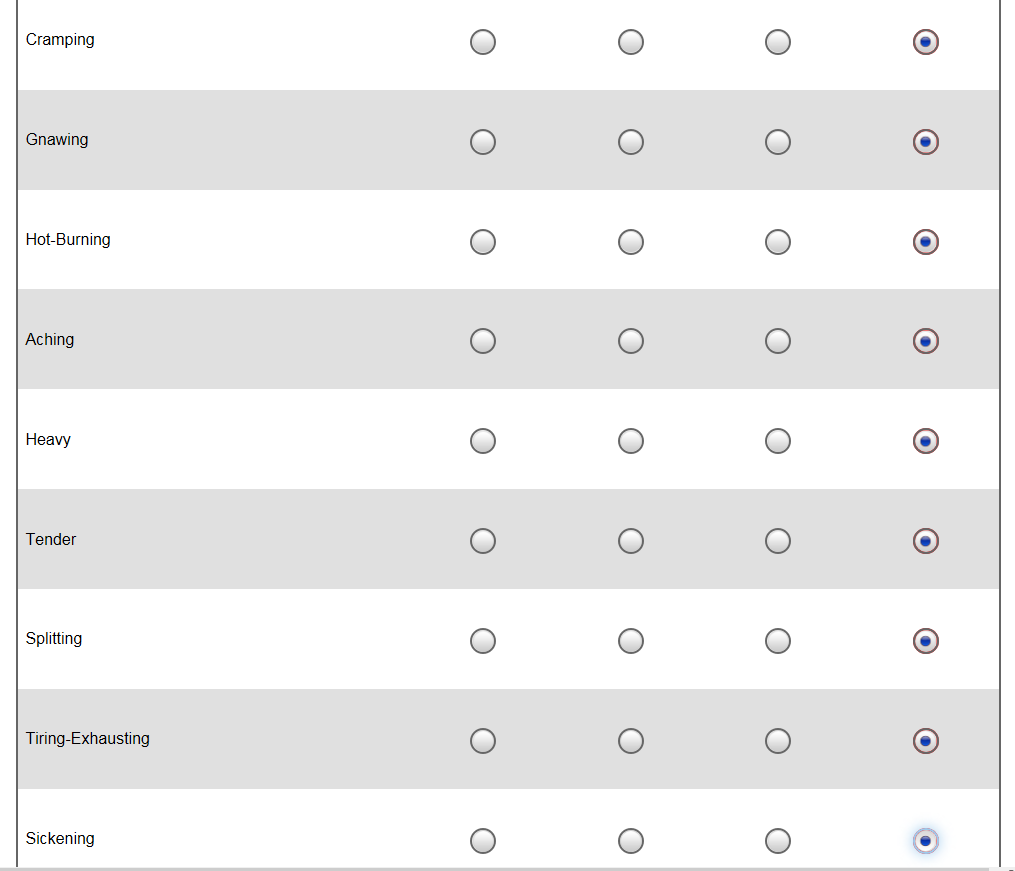 Cramping
Gnawing
Hot-Burning
Aching
Heavy
Tender
Splitting
Tiring-Exhausting
Sickening